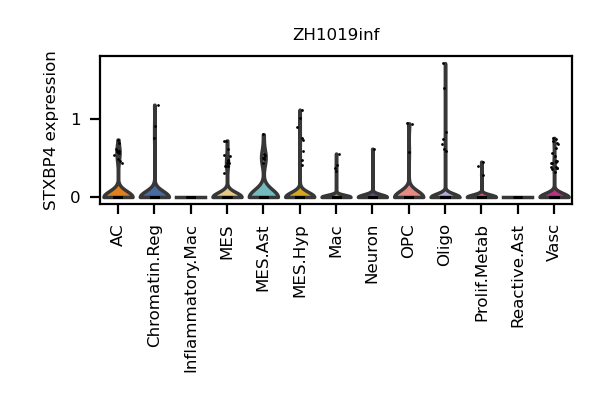 ZH1019inf
STXBP4 expression
1
0
AC
Chromatin.Reg
Inflammatory.Mac
MES
MES.Ast
MES.Hyp
Mac
Neuron
OPC
Oligo
Prolif.Metab
Reactive.Ast
Vasc